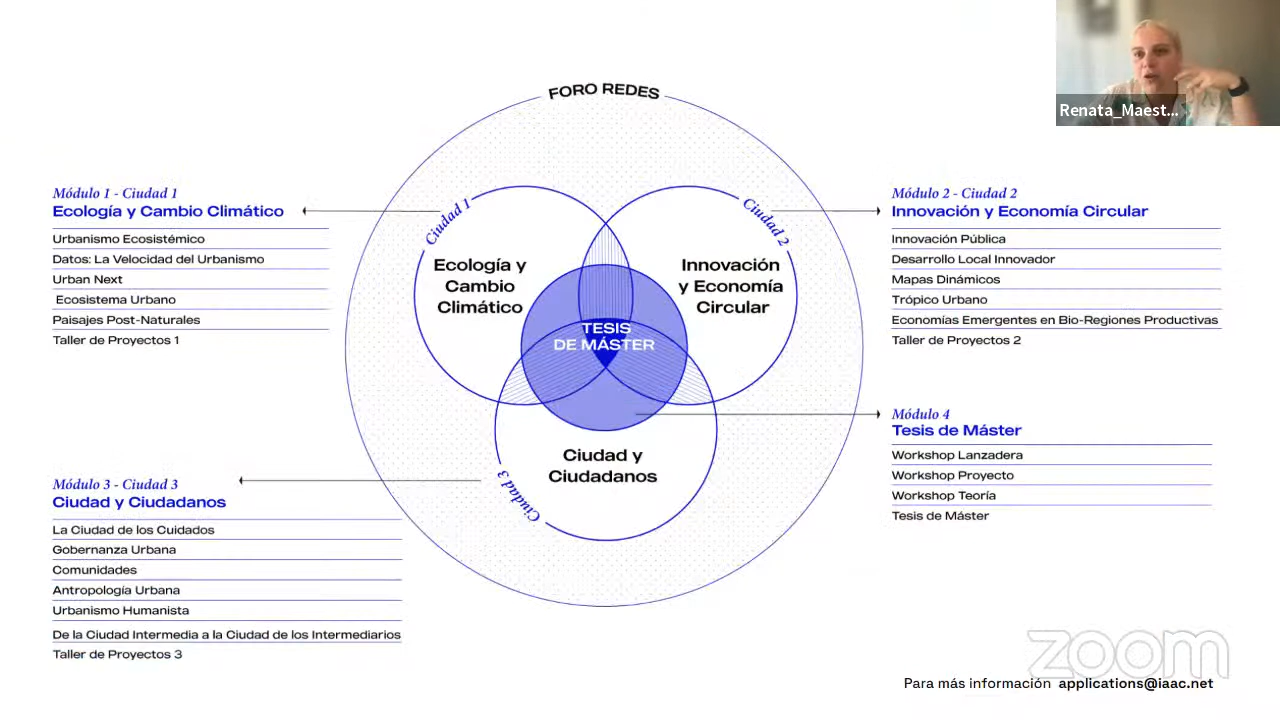 Renata_Maest...
FORO REDES
Módulo 1 - Ciudad 1
Ecología y Cambio Climático
Urbanismo Ecosistémico
Datos: La Velocidad del Urbanismo
Urban Next
Ecosistema Urbano
Paisajes Post-Naturales
Taller de Proyectos 1
Ciudad 1
Ecología y
Cambio
Climático
Ciudad 2
Innovación
y Economía
Circular
TESIS
DE MÁSTER
Ciudad y
Ciudadanos
Ciudad 3
Módulo 2 - Ciudad 2
Innovación y Economía Circular
Innovación Pública
Desarrollo Local Innovador
Mapas Dinámicos
Trópico Urbano
Economías Emergentes en Bio-Regiones Productivas
Taller de Proyectos 2
Módulo 4
Tesis de Máster
Workshop Lanzadera
Workshop Proyecto
Workshop Teoría
Tesis de Máster
Módulo 3 - Ciudad 3
Ciudad y Ciudadanos
La Ciudad de los Cuidados
Gobernanza Urbana
Comunidades
Antropología Urbana
Urbanismo Humanista
De la Ciudad Intermedia a la Ciudad de los Intermediarios
Taller de Proyectos 3
zoom
Para más información applications@iaac.net